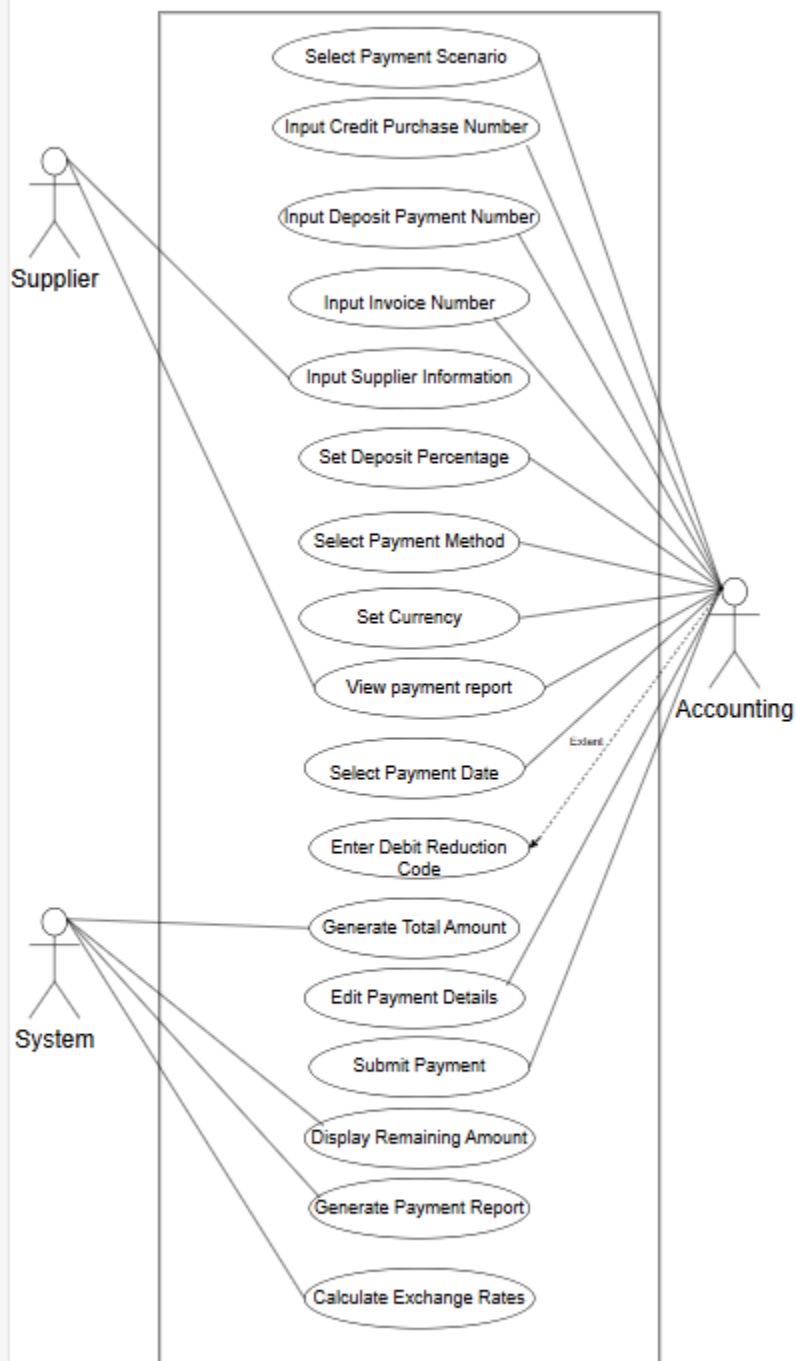 Select Payment Scenario
Input Credit Purchase Number
Input Deposit Payment Number
Supplier
Input Invoice Number
Input Supplier Information
Set Deposit Percentage
Select Payment Method
Set Currency
View payment report
Accounting
Extent
Select Payment Date
Enter Debit Reduction
Code
Generate Total Amount
Edit Payment Details
System
Submit Payment
Display Remaining Amount
Generate Payment Report
Calculate Exchange Rates